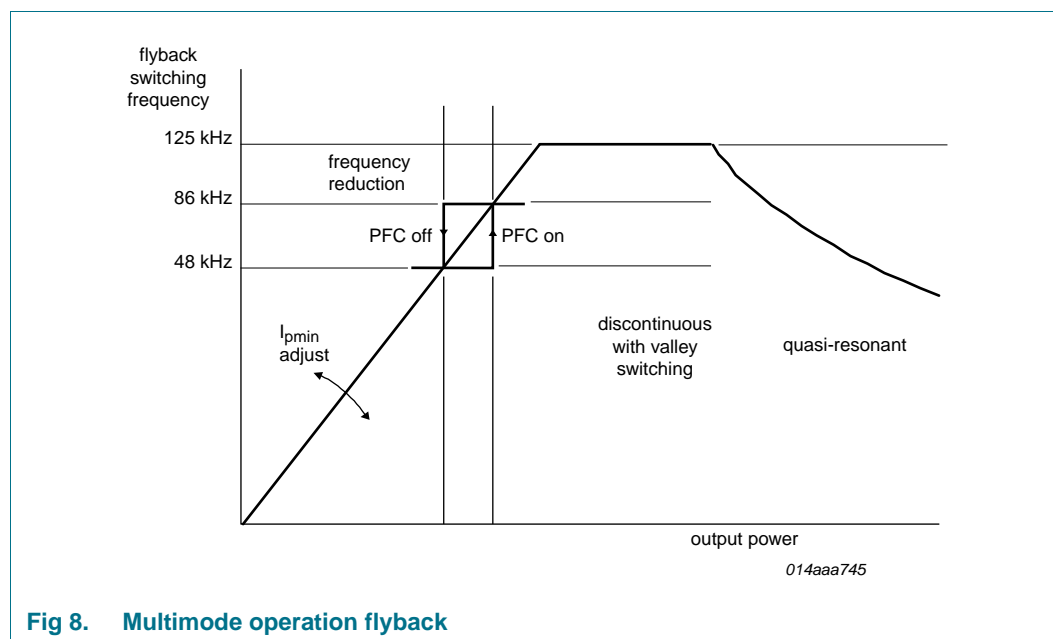 flyback
switching
frequency
125 kHz
frequency
reduction
86 kHz
PFC off
PFC on
48 kHz
Ipmin
adjust
discontinuous
with valley
switching
quasi-resonant
output power
014aaa745
Fig 8. Multimode operation flyback